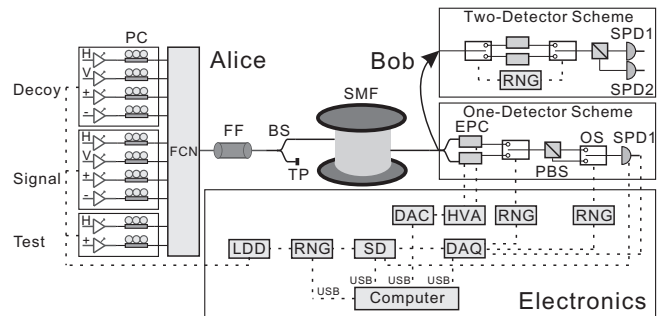 Two-Detector Scheme
SPD1
RNG
SPD2
PC
Alice
Bob
SMF
One-Detector Scheme
EPC
OS
SPD1
PBS
H
V
+
-
Decoy
H
V
+
-
Signal
H
+
Test
FCN
FF
BS
TP
DAC
HVA
RNG
RNG
LDD
RNG
SD
DAQ
USB
USB
USB
USB
Computer
Electronics